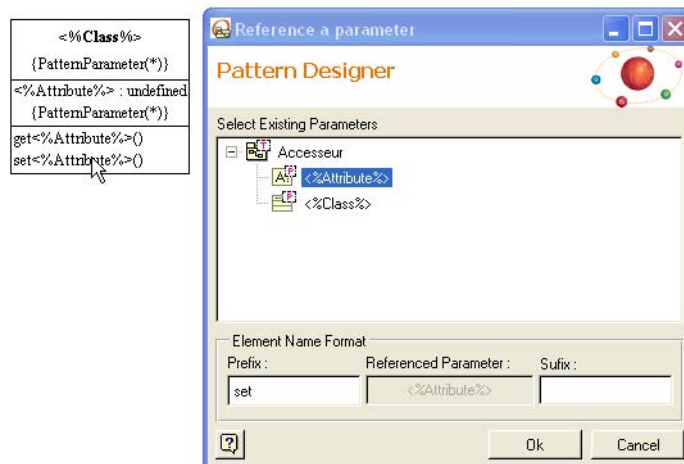 <%Class%>
{PatternParameter(*)}
<%Attribute%> : undefined
{PatternParameter(*)}
get<%Attribute%>()
set<%Attribute%>()
Reference a parameter
Pattern Designer
Select Existing Parameters
Accesseur
<%Attribute%>
<%Class%>
Element Name Format
Prefix :
Referenced Parameter :
Sufix :
set
<%Attribute%>
Ok
Cancel